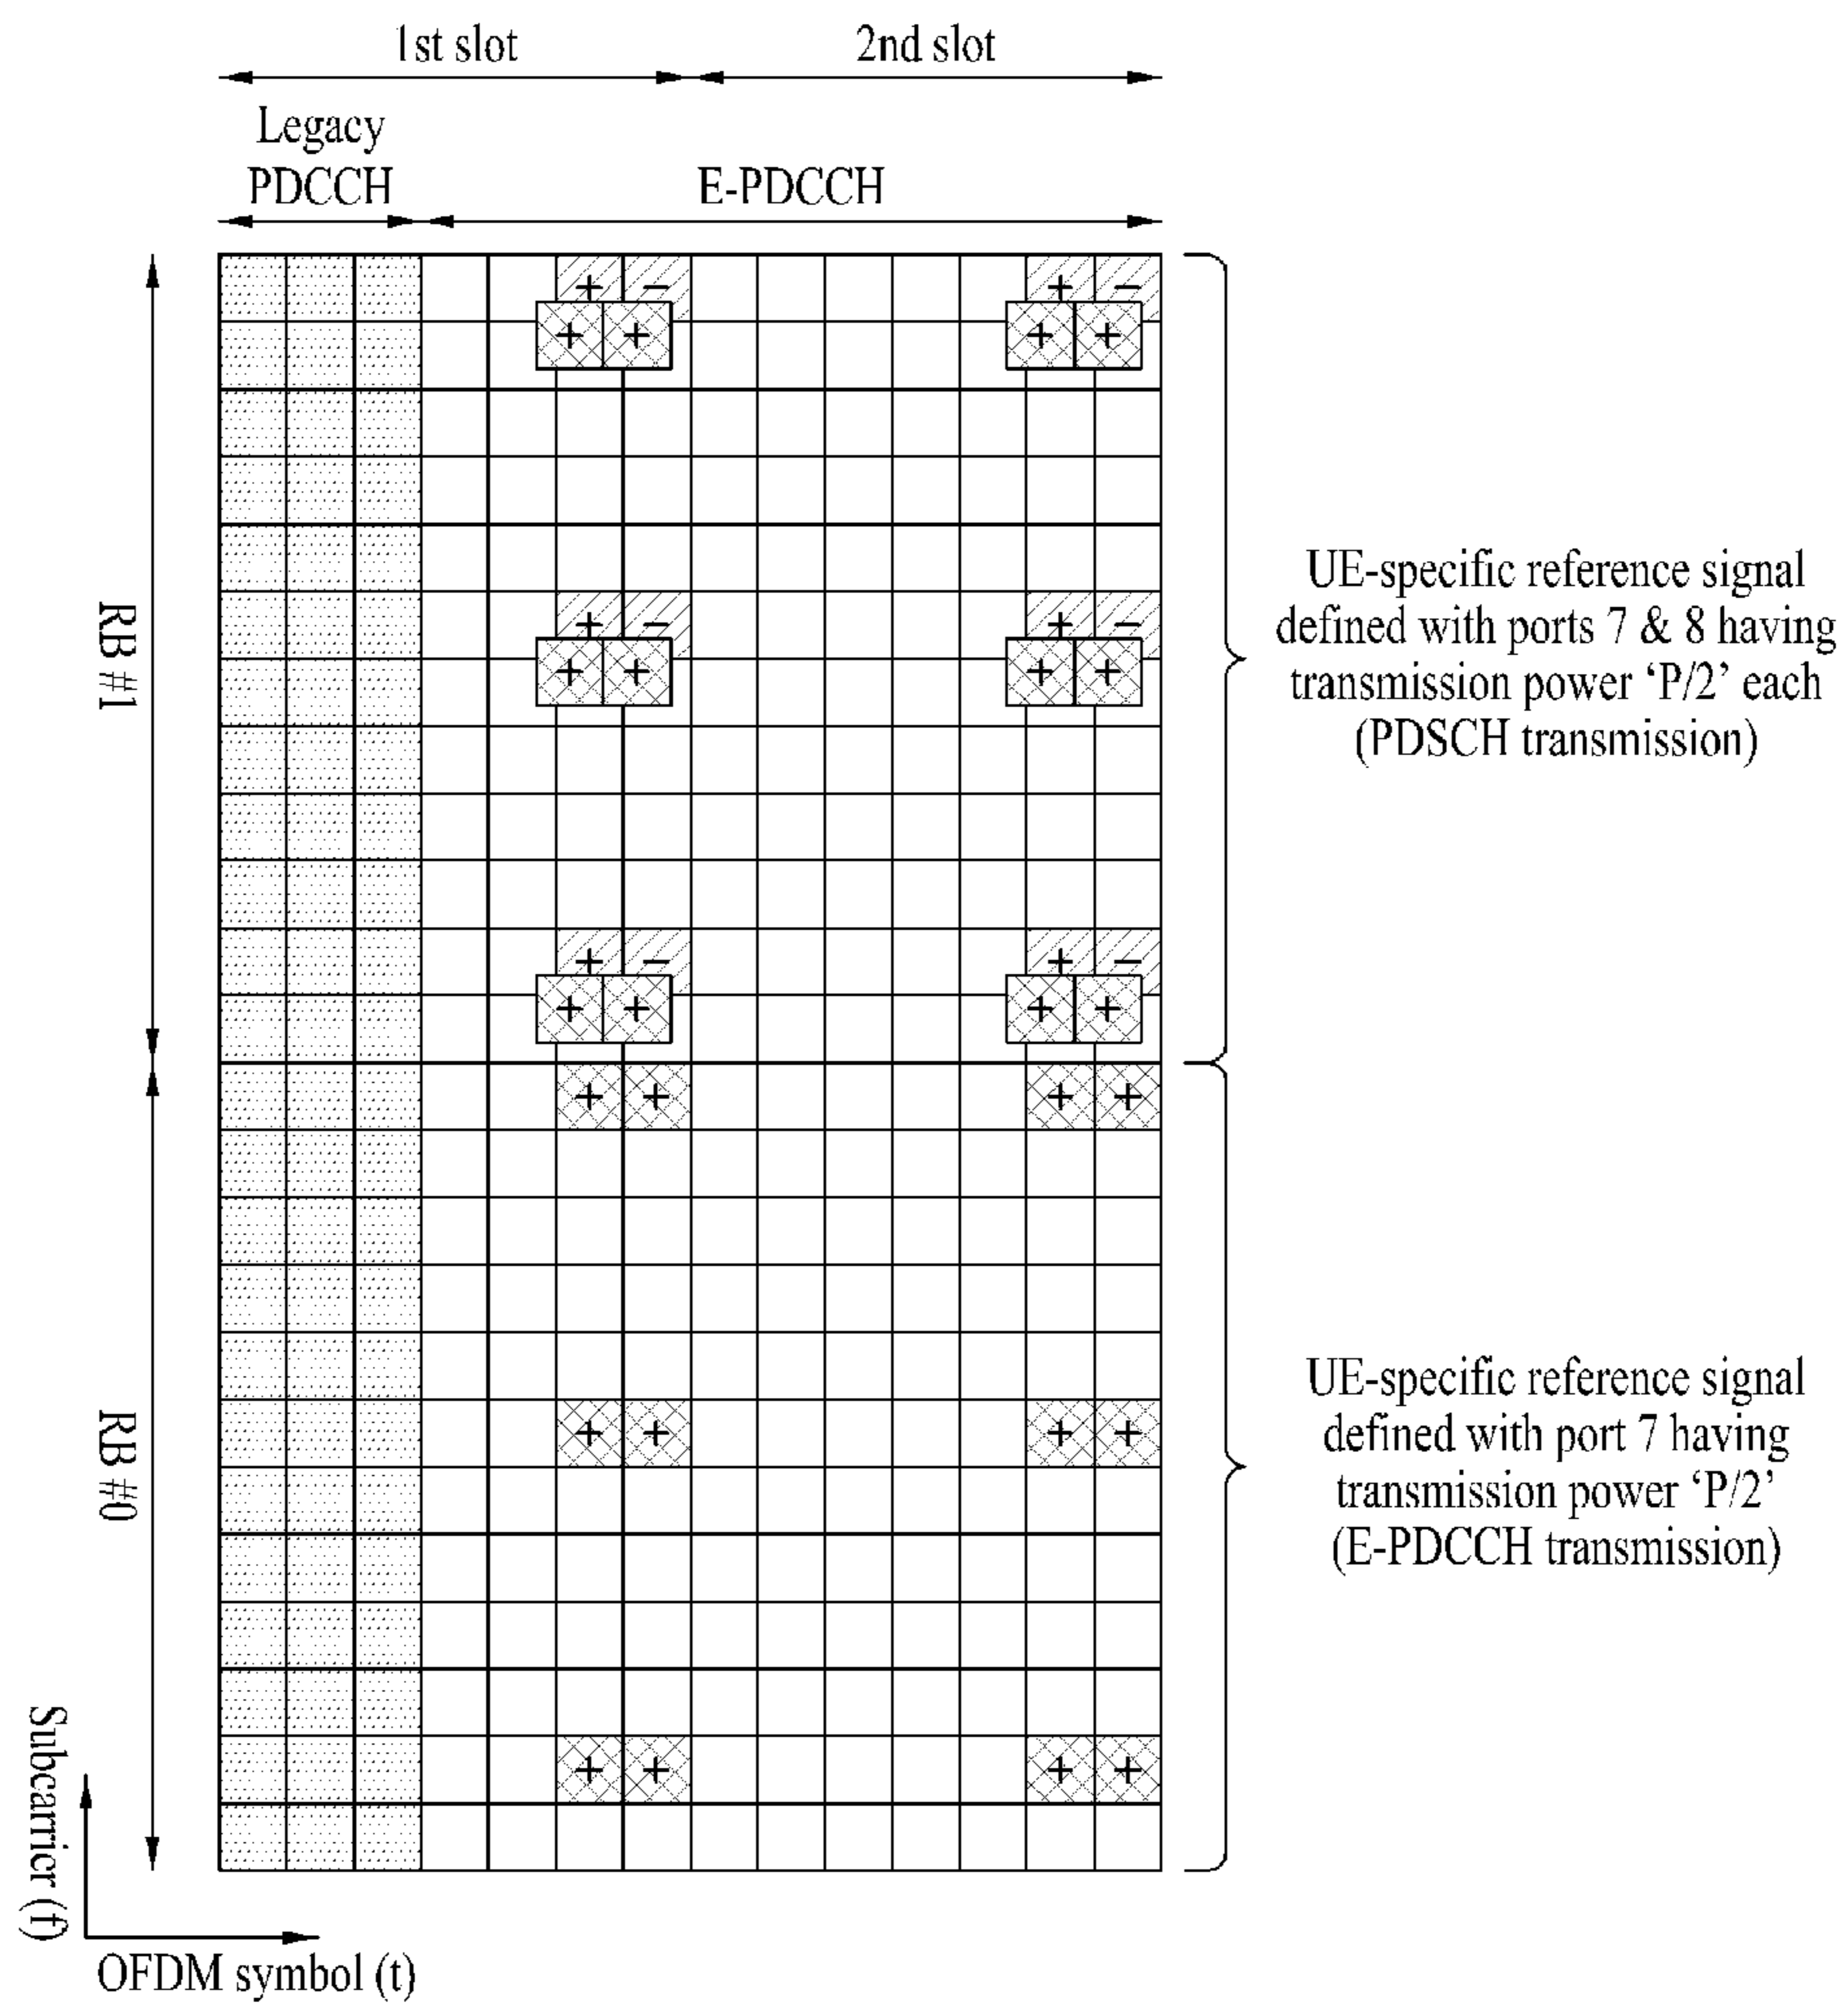 1st slot
2nd slot
Legacy
PDCCH
E-PDCCH
RB #1
UE-specific reference signal
defined with ports 7 & 8 having
transmission power ‘P/2’ each
(PDSCH transmission)
+ − + −
+ + + +
+ − + −
+ + + +
+ − + −
+ + + +
RB #0
UE-specific reference signal
defined with port 7 having
transmission power ‘P/2’
(E-PDCCH transmission)
+ + + +
+ + + +
+ + + +
Subcarrier (f)
OFDM symbol (t)